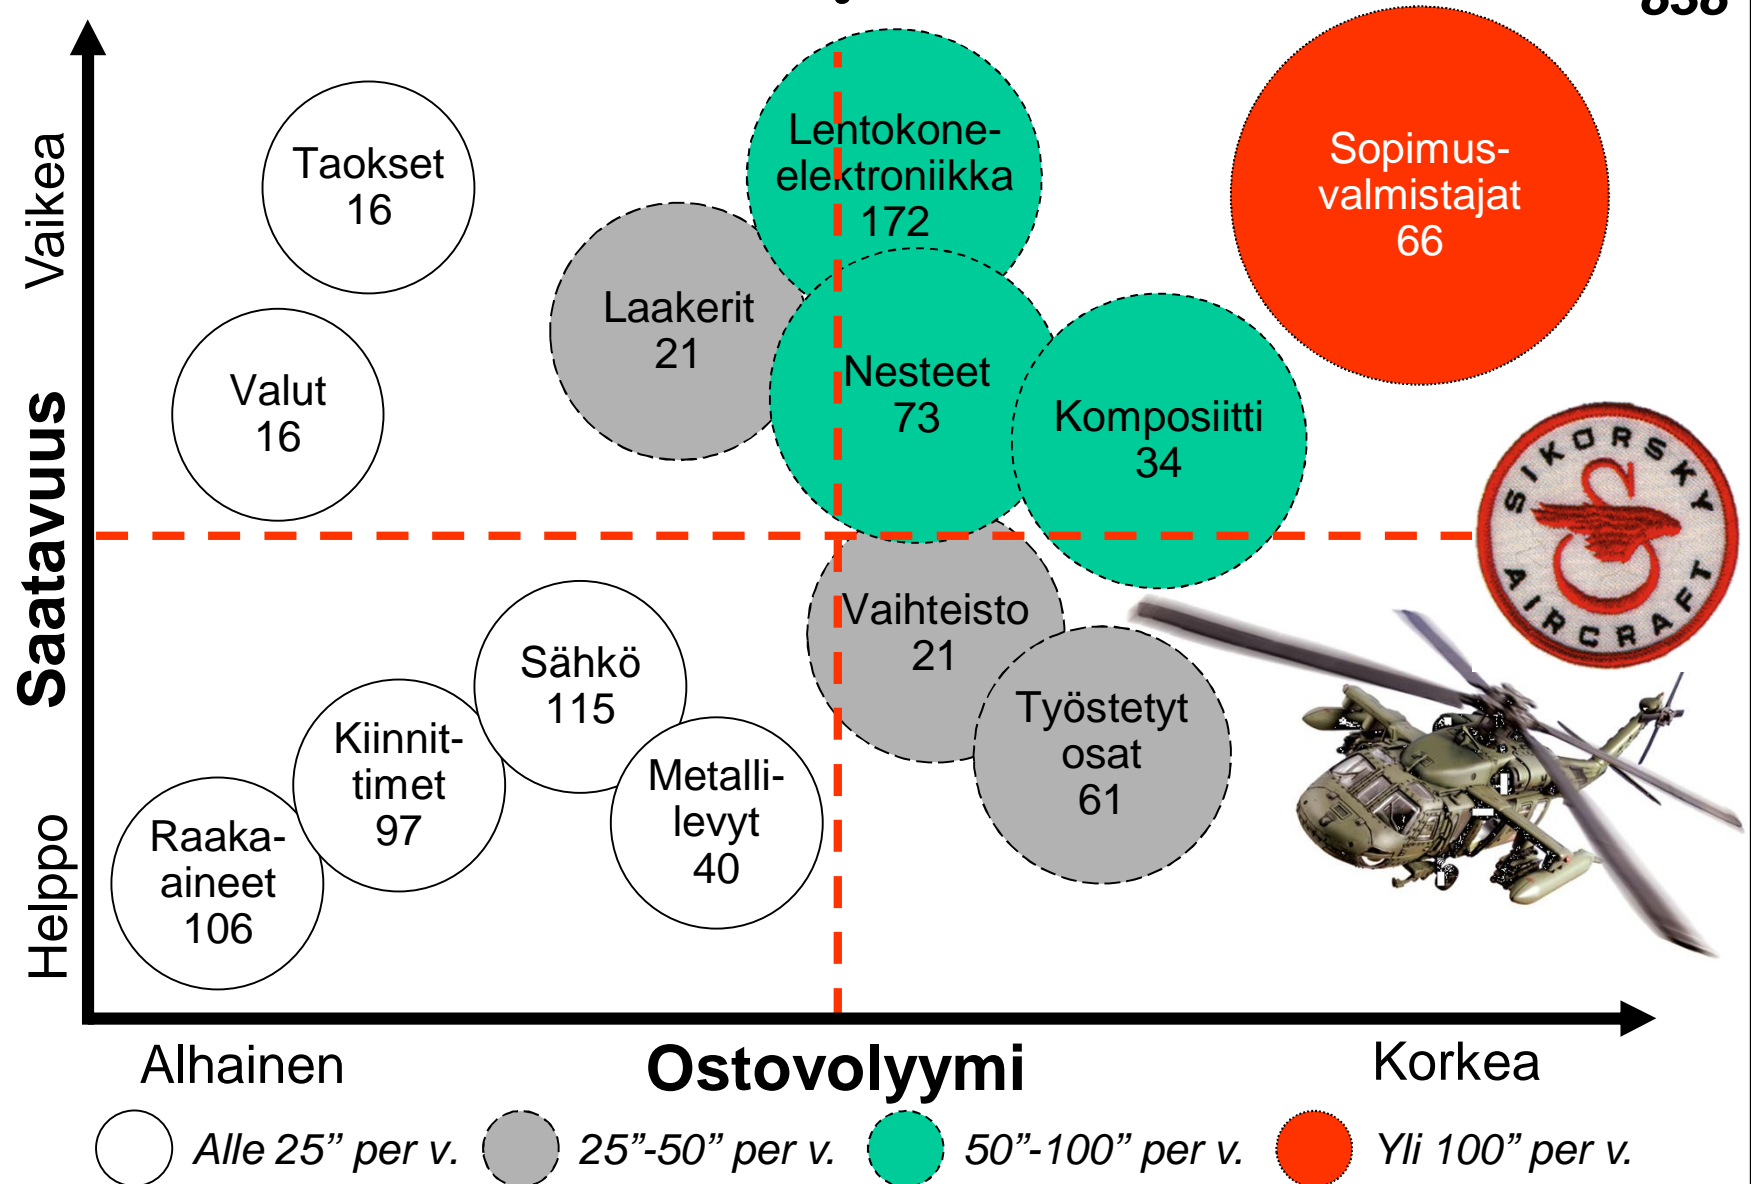 838
Vaikea
Taokset
16
Lentokone-
elektroniikka
172
Sopimus-
valmistajat
66
Laakerit
21
Nesteet
73
Valut
16
Komposiitti
34
SIKORSKY
AIRCRAFT
Saatavuus
Vaihteisto
21
Sähkö
115
Työstetyt
osat
61
Kiinnit-
timet
97
Metalli-
levyt
40
Raaka-
aineet
106
Helppo
Alhainen
Ostovolyymi
Korkea
Alle 25” per v.
25”-50” per v.
50”-100” per v.
Yli 100” per v.